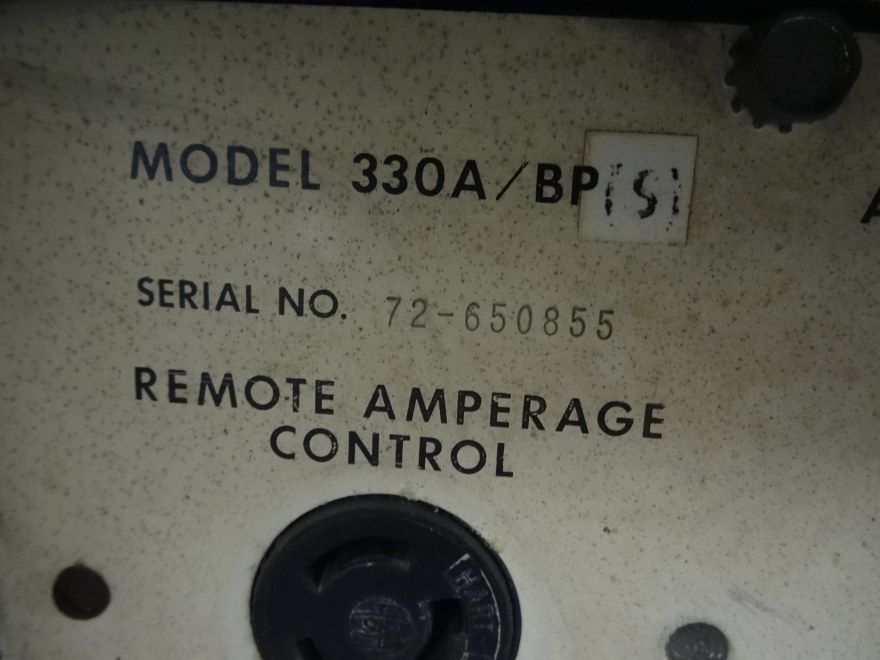 MODEL 330A/BP(S)
A
SERIAL NO. 72-650855
REMOTE AMPERAGE
CONTROL